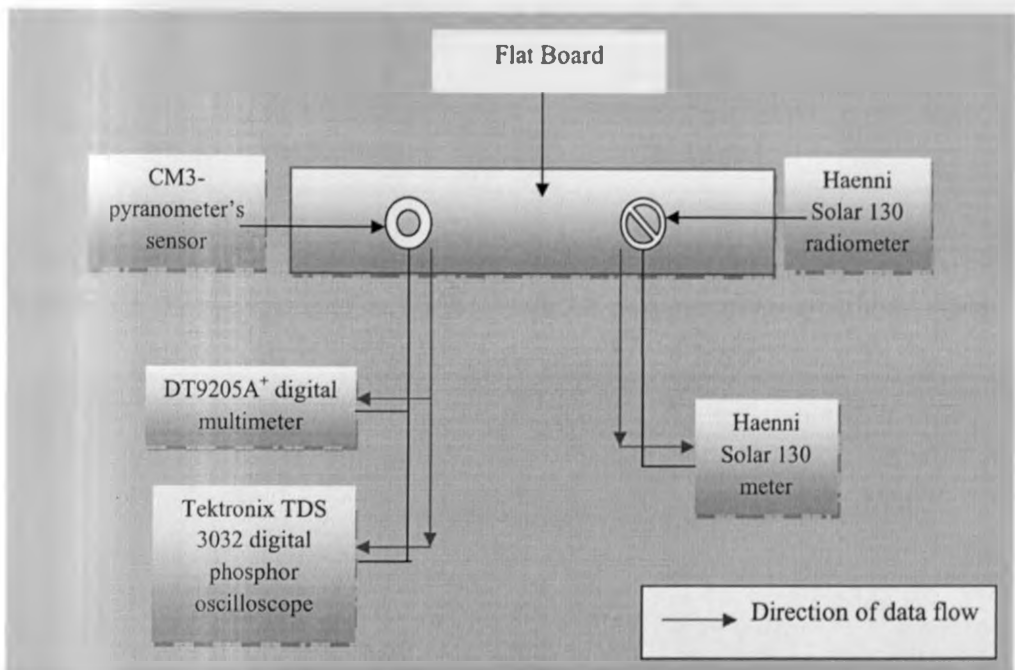 Flat Board
CM3-
pyranometer's
sensor
Haenni
Solar 130
radiometer
DT9205A⁺ digital
multimeter
Haenni
Solar 130
meter
Tektronix TDS
3032 digital
phosphor
oscilloscope
Direction of data flow